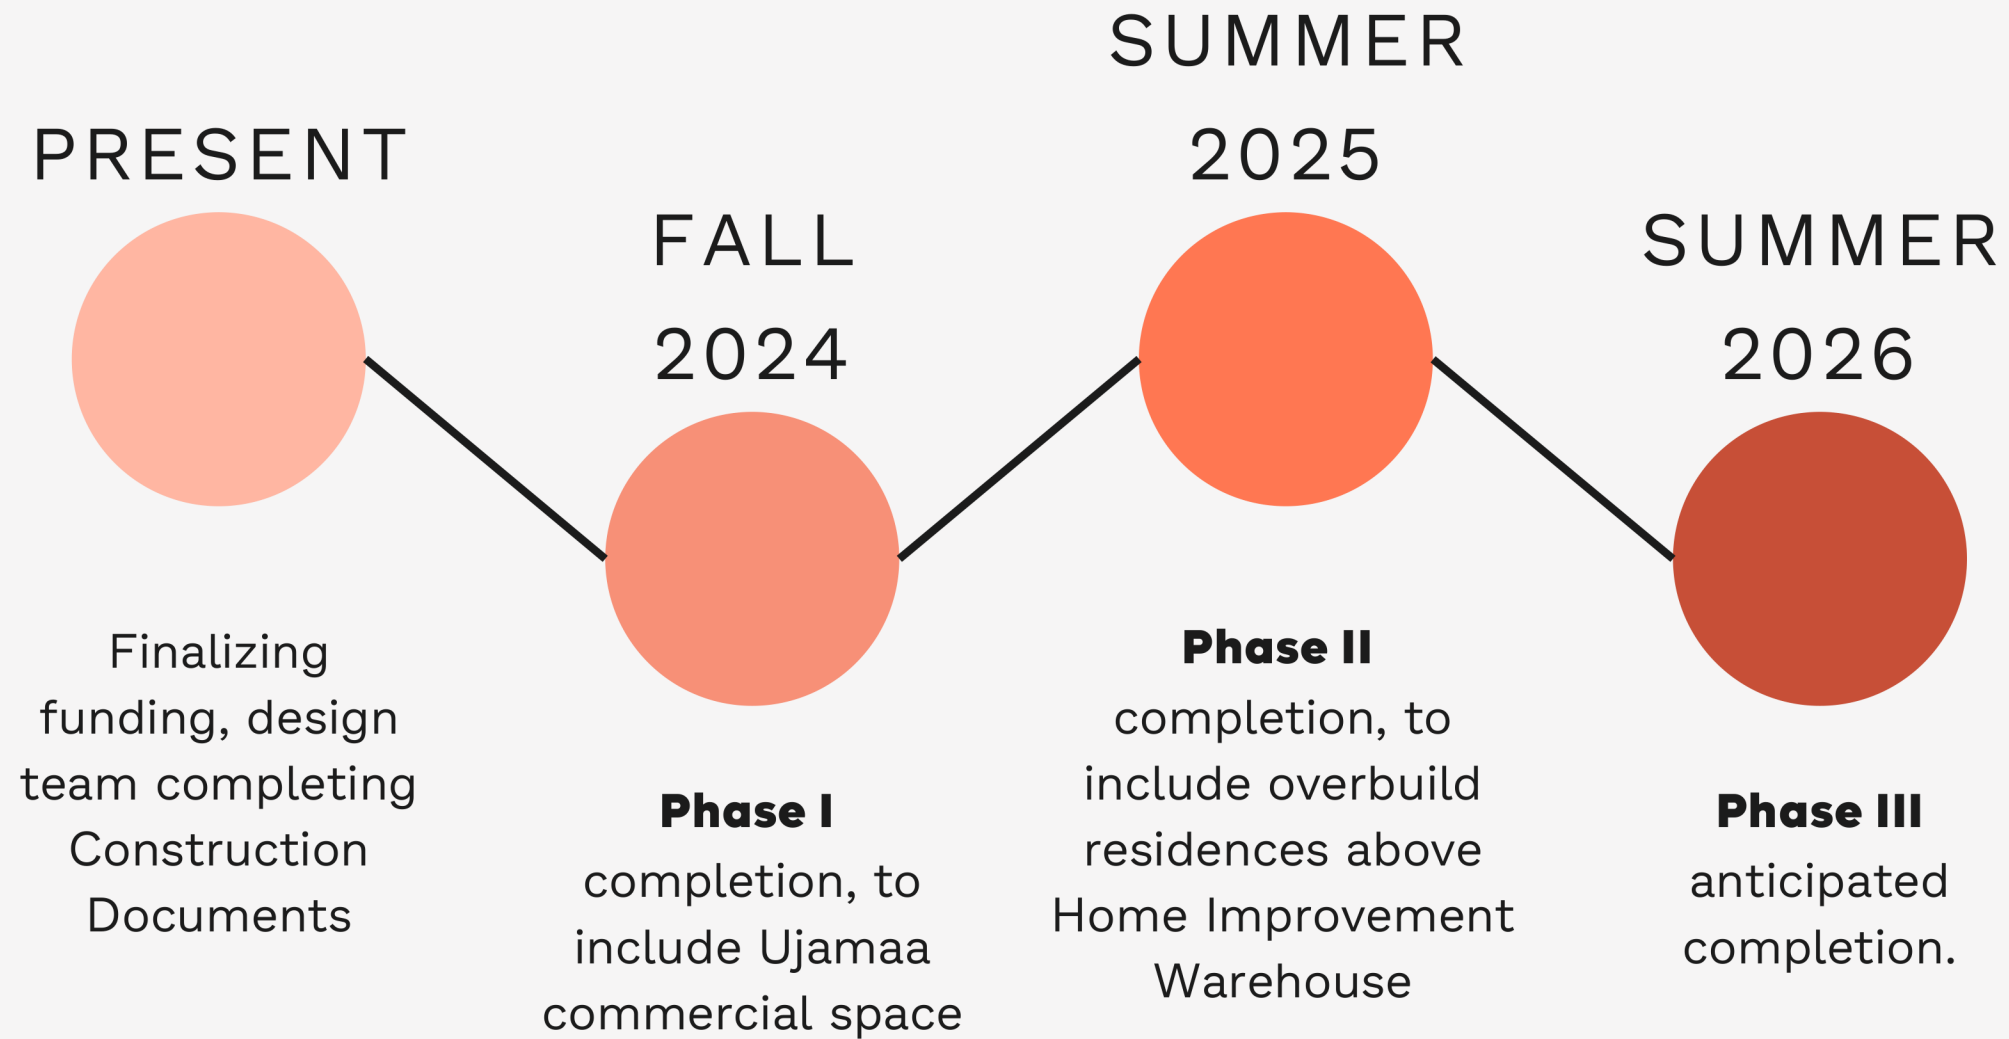 PRESENT
Finalizing
funding, design
team completing
Construction
Documents
FALL
2024
Phase I
completion, to
include Ujamaa
commercial space
SUMMER
2025
Phase II
completion, to
include overbuild
residences above
Home Improvement
Warehouse
SUMMER
2026
Phase III
anticipated
completion.